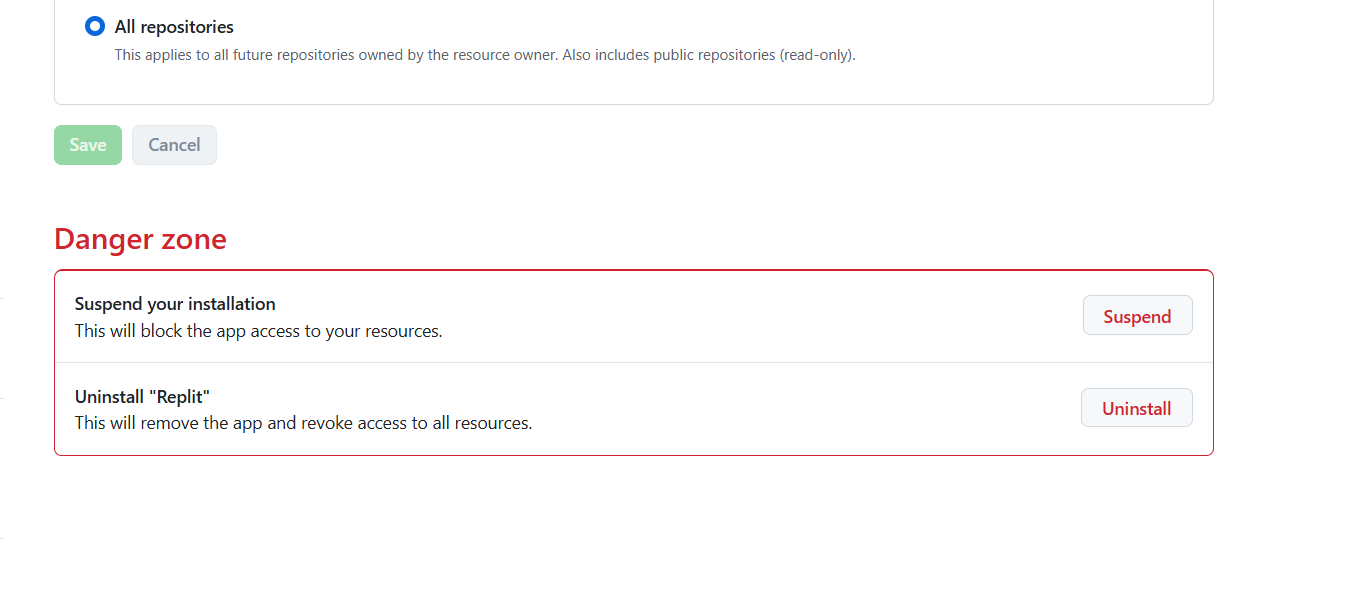 All repositories
This applies to all future repositories owned by the resource owner. Also includes public repositories (read-only).
Save
Cancel
Danger zone
Suspend your installation
This will block the app access to your resources.
Suspend
Uninstall "Replit"
This will remove the app and revoke access to all resources.
Uninstall